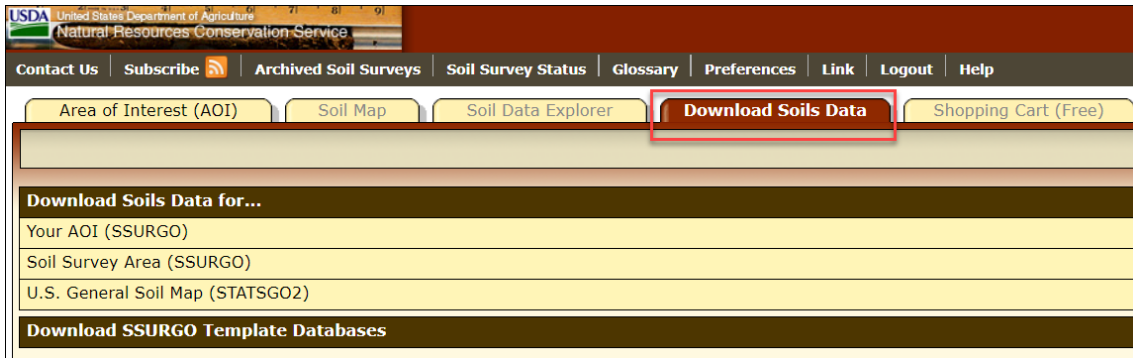 USDA United States Department of Agriculture
Natural Resources Conservation Service
Contact Us | Subscribe | Archived Soil Surveys | Soil Survey Status | Glossary | Preferences | Link | Logout | Help
Area of Interest (AOI) Soil Map Soil Data Explorer Download Soils Data Shopping Cart (Free)
Download Soils Data for...
Your AOI (SSURGO)
Soil Survey Area (SSURGO)
U.S. General Soil Map (STATSGO2)
Download SSURGO Template Databases